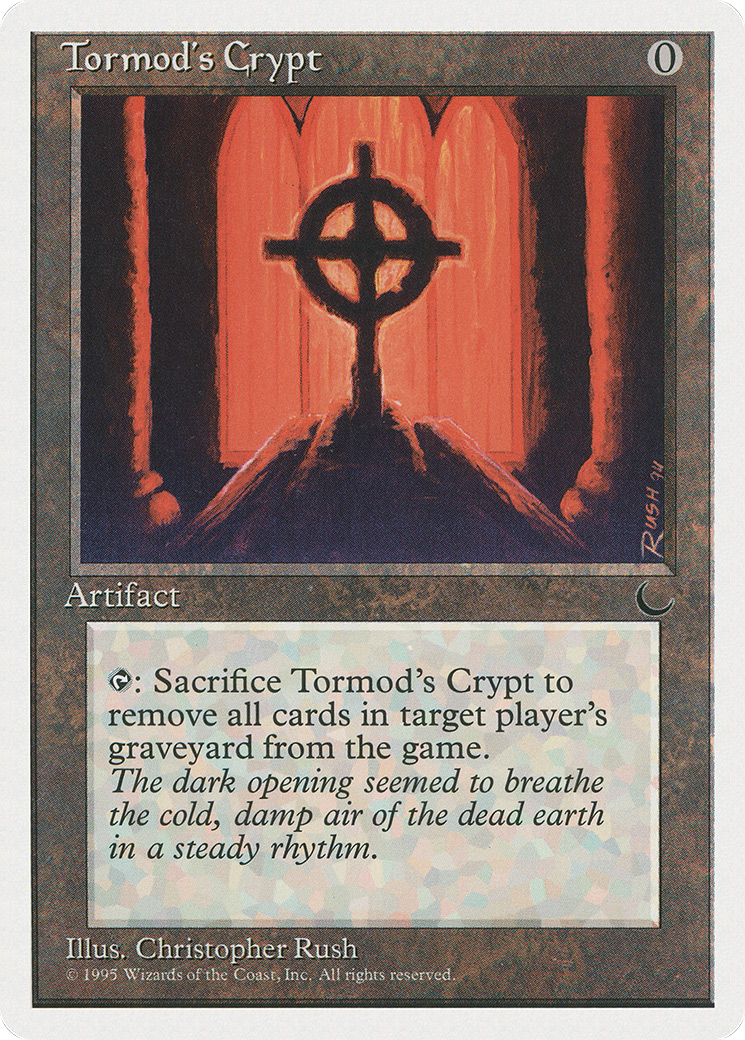 Tormod's Crypt 0
RUSH 94
Artifact
: Sacrifice Tormod's Crypt to
remove all cards in target player's
graveyard from the game.
The dark opening seemed to breathe
the cold, damp air of the dead earth
in a steady rhythm.
Illus. Christopher Rush
© 1995 Wizards of the Coast, Inc. All rights reserved.